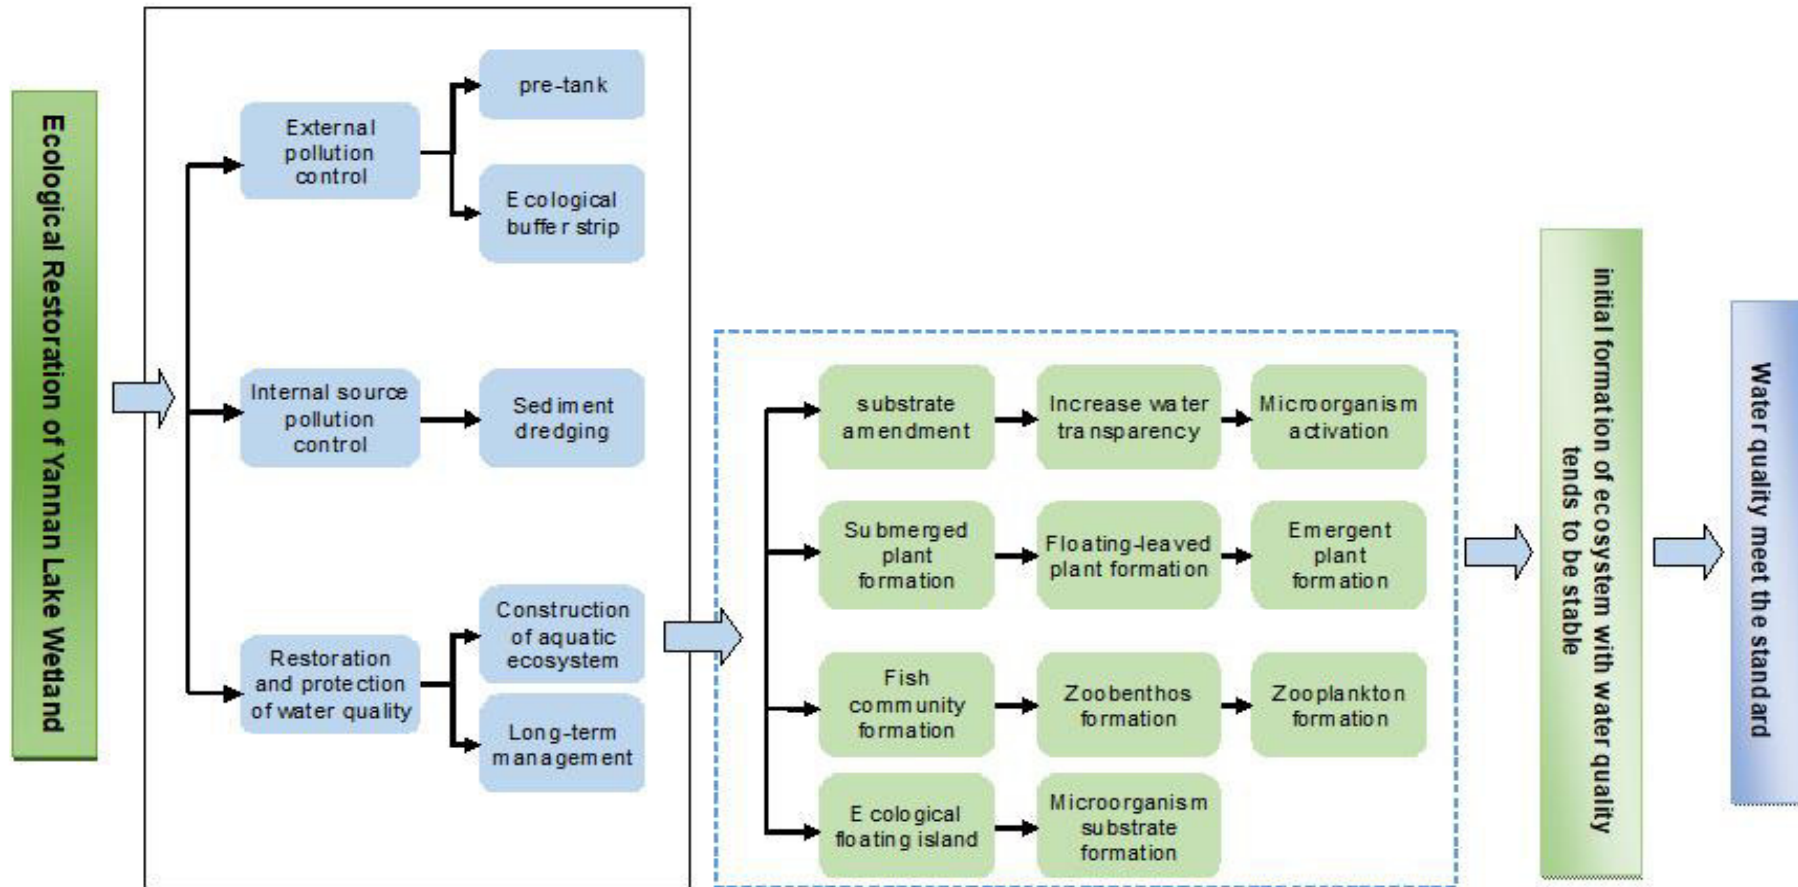 Ecological Restoration of Yannan Lake Wetland
External
pollution
control
pre-tank
Ecological
buffer strip
Internal source
pollution
control
Sediment
dredging
Restoration
and protection
of water quality
Construction
of aquatic
ecosystem
Long-term
management
substrate
amendment
Increase water
transparency
Microorganism
activation
Submerged
plant
formation
Floating-leaved
plant formation
Emergent
plant
formation
Fish
community
formation
Zoobenthos
formation
Zooplankton
formation
Ecological
floating island
Microorganism
substrate
formation
initial formation of ecosystem with water quality
tends to be stable
Water quality meet the standard